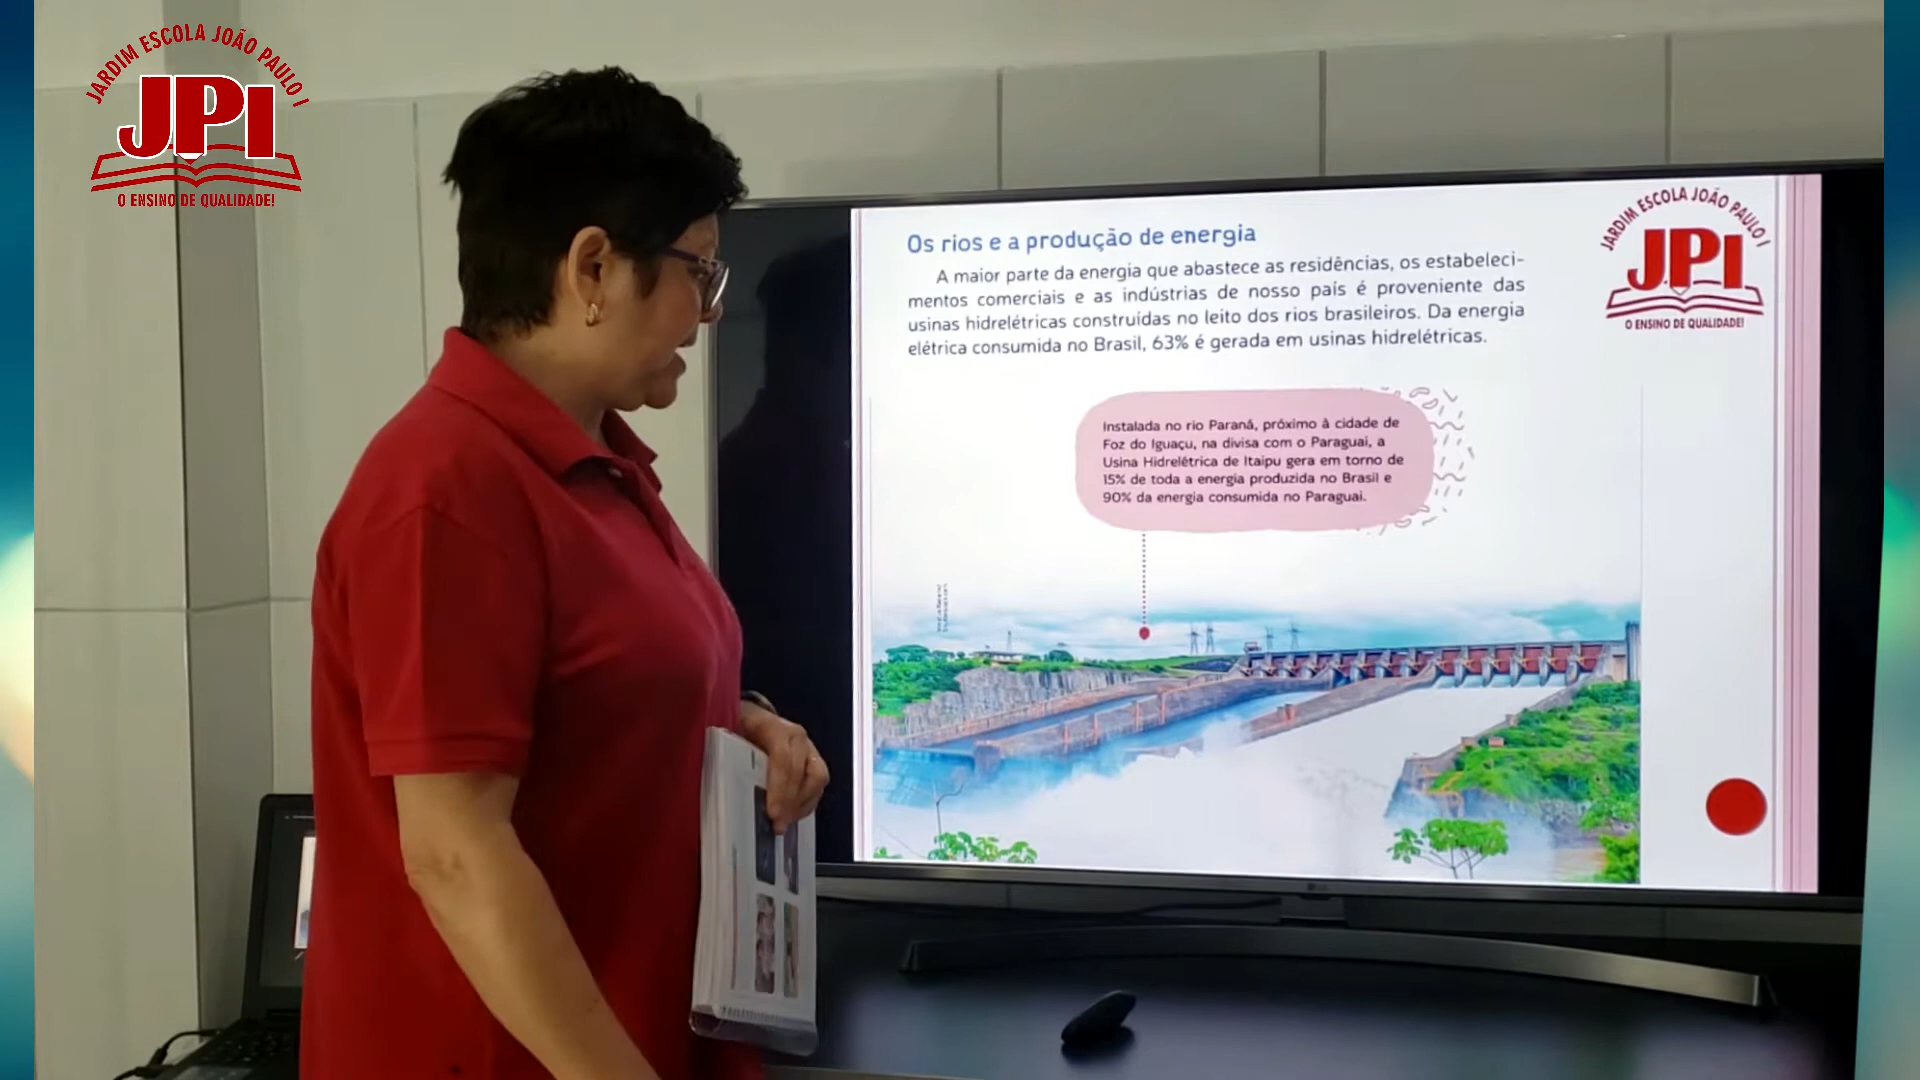 JARDIM ESCOLA JOÃO PAULO I
JPI
O ENSINO DE QUALIDADE!
Os rios e a produção de energia
A maior parte da energia que abastece as residências, os estabeleci-
mentos comerciais e as indústrias de nosso país é proveniente das
usinas hidrelétricas construídas no leito dos rios brasileiros. Da energia
elétrica consumida no Brasil, 63% é gerada em usinas hidrelétricas.
JARDIM ESCOLA JOÃO PAULO I
JPI
O ENSINO DE QUALIDADE!
Instalada no rio Paraná, próximo à cidade de
Foz do Iguaçu, na divisa com o Paraguai, a
Usina Hidrelétrica de Itaipu gera em torno de
15% de toda a energia produzida no Brasil e
90% da energia consumida no Paraguai.
LG